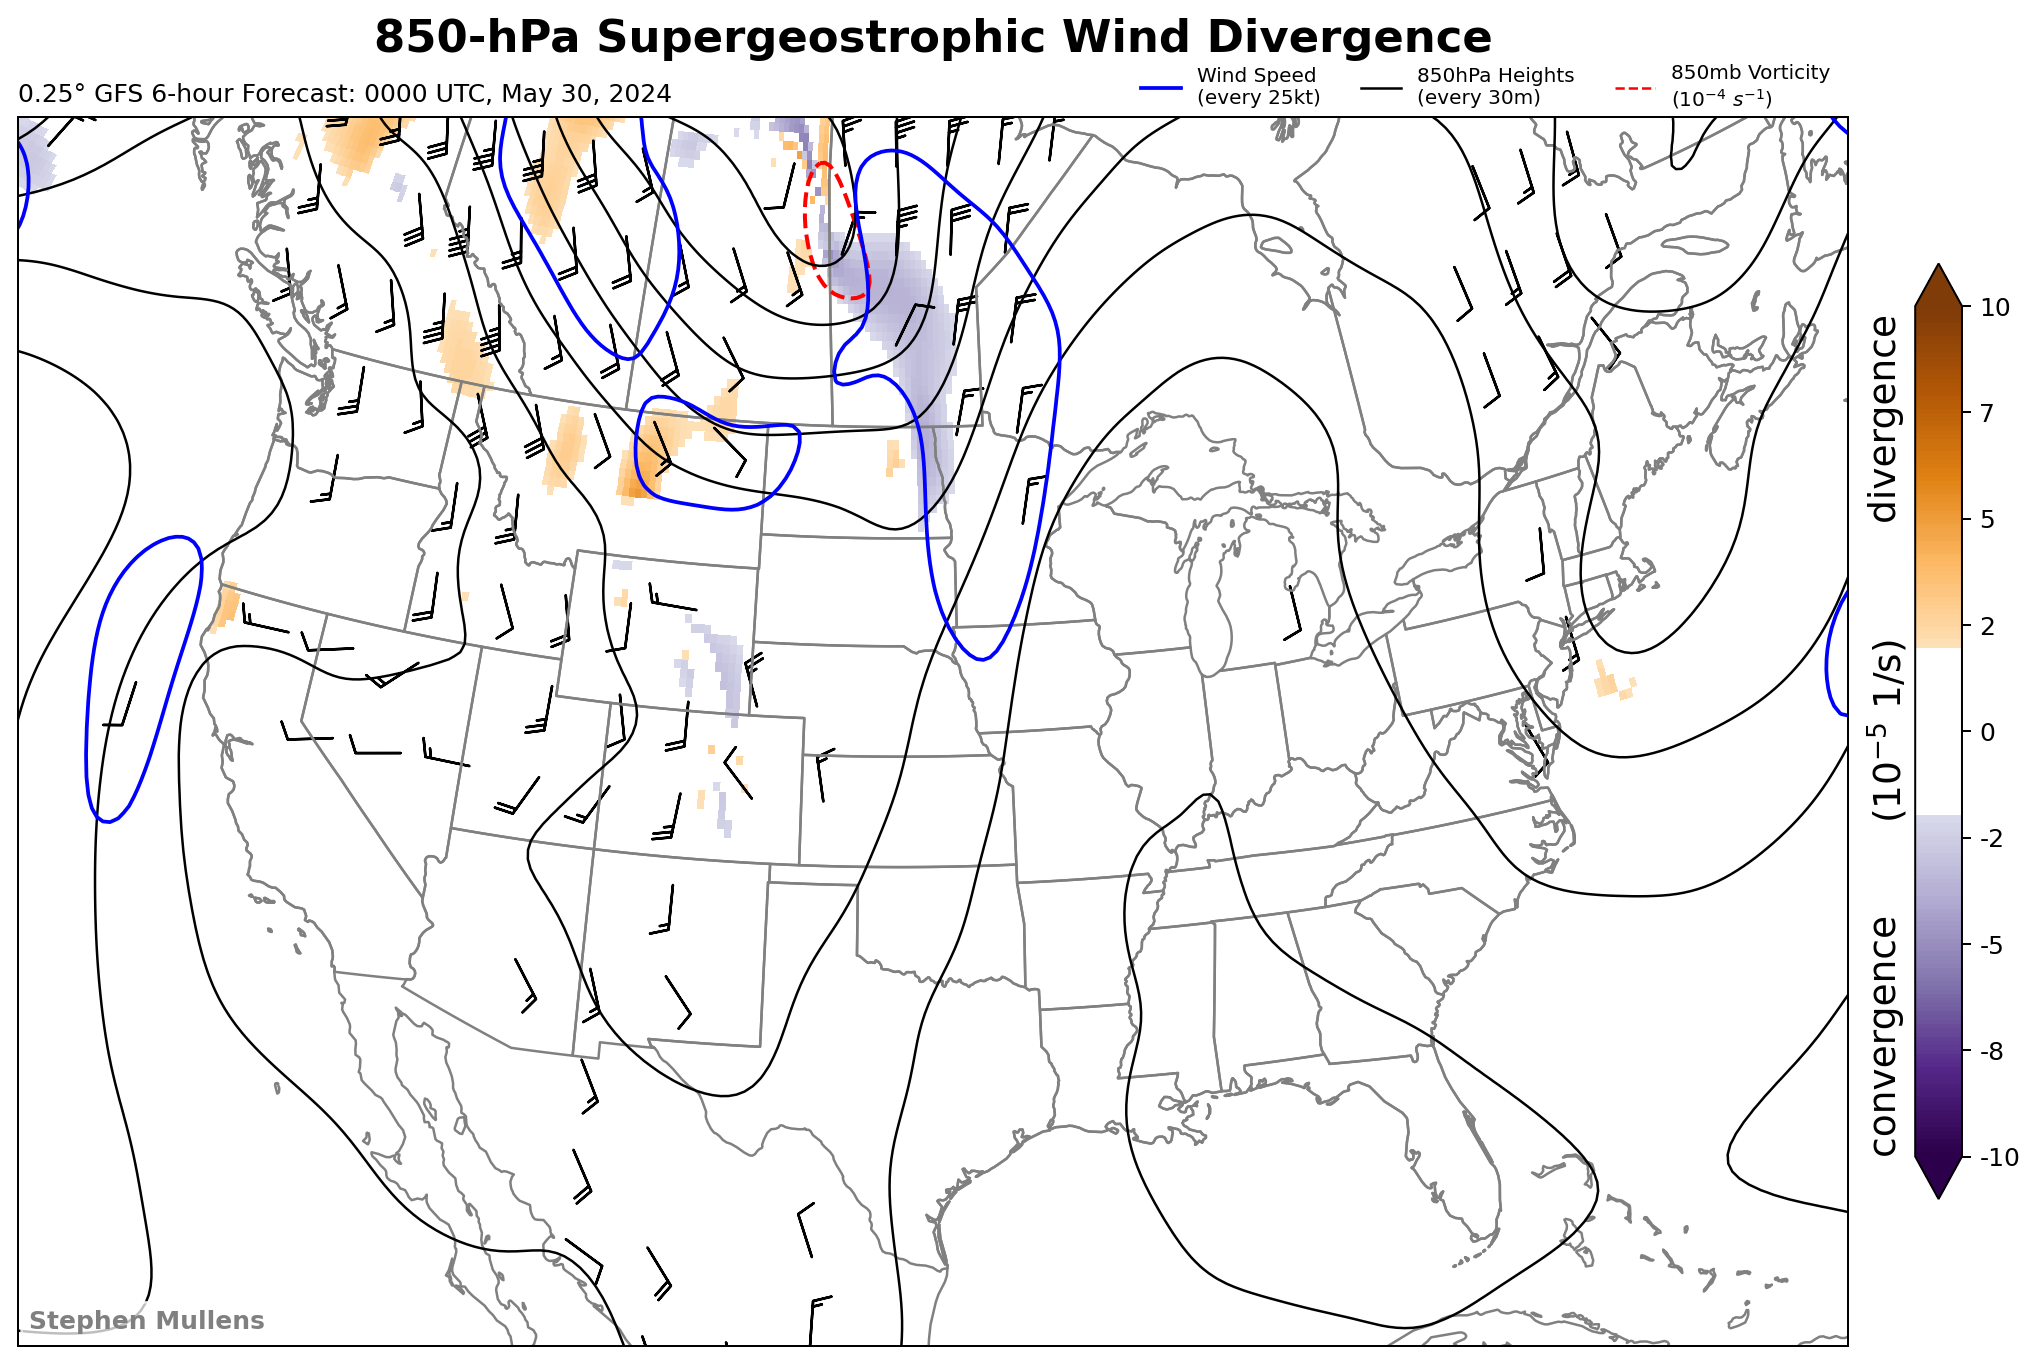 850-hPa Supergeostrophic Wind Divergence
0.25° GFS 6-hour Forecast: 0000 UTC, May 30, 2024
Wind Speed
(every 25kt)
850hPa Heights
(every 30m)
850mb Vorticity
(10⁻⁴ s⁻¹)
10
7
5
2
0
-2
-5
-8
-10
convergence (10⁻⁵ 1/s) divergence
Stephen Mullens